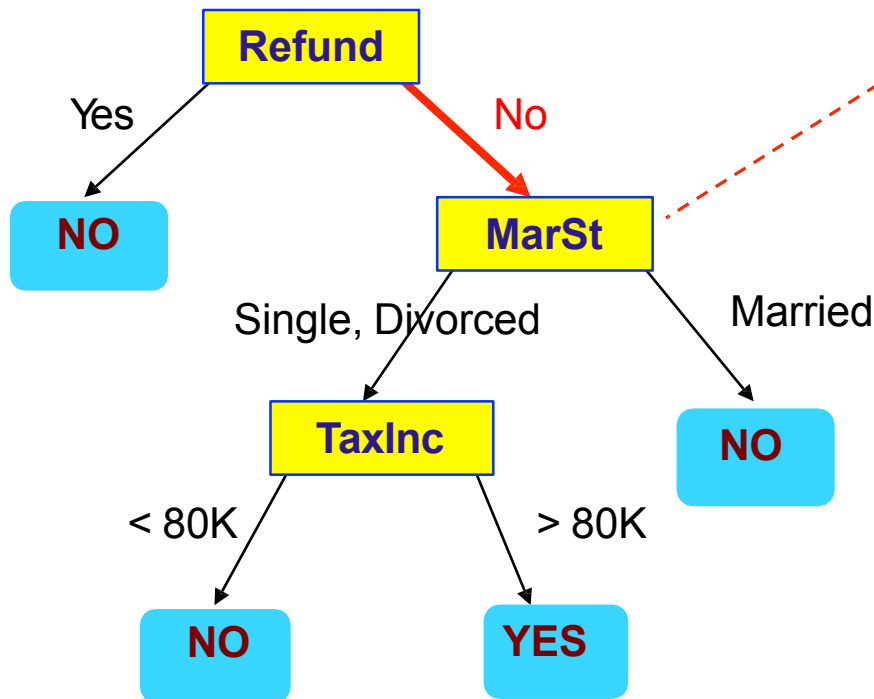 Refund
Yes
No
NO
MarSt
Single, Divorced
Married
TaxInc
NO
< 80K
> 80K
NO
YES